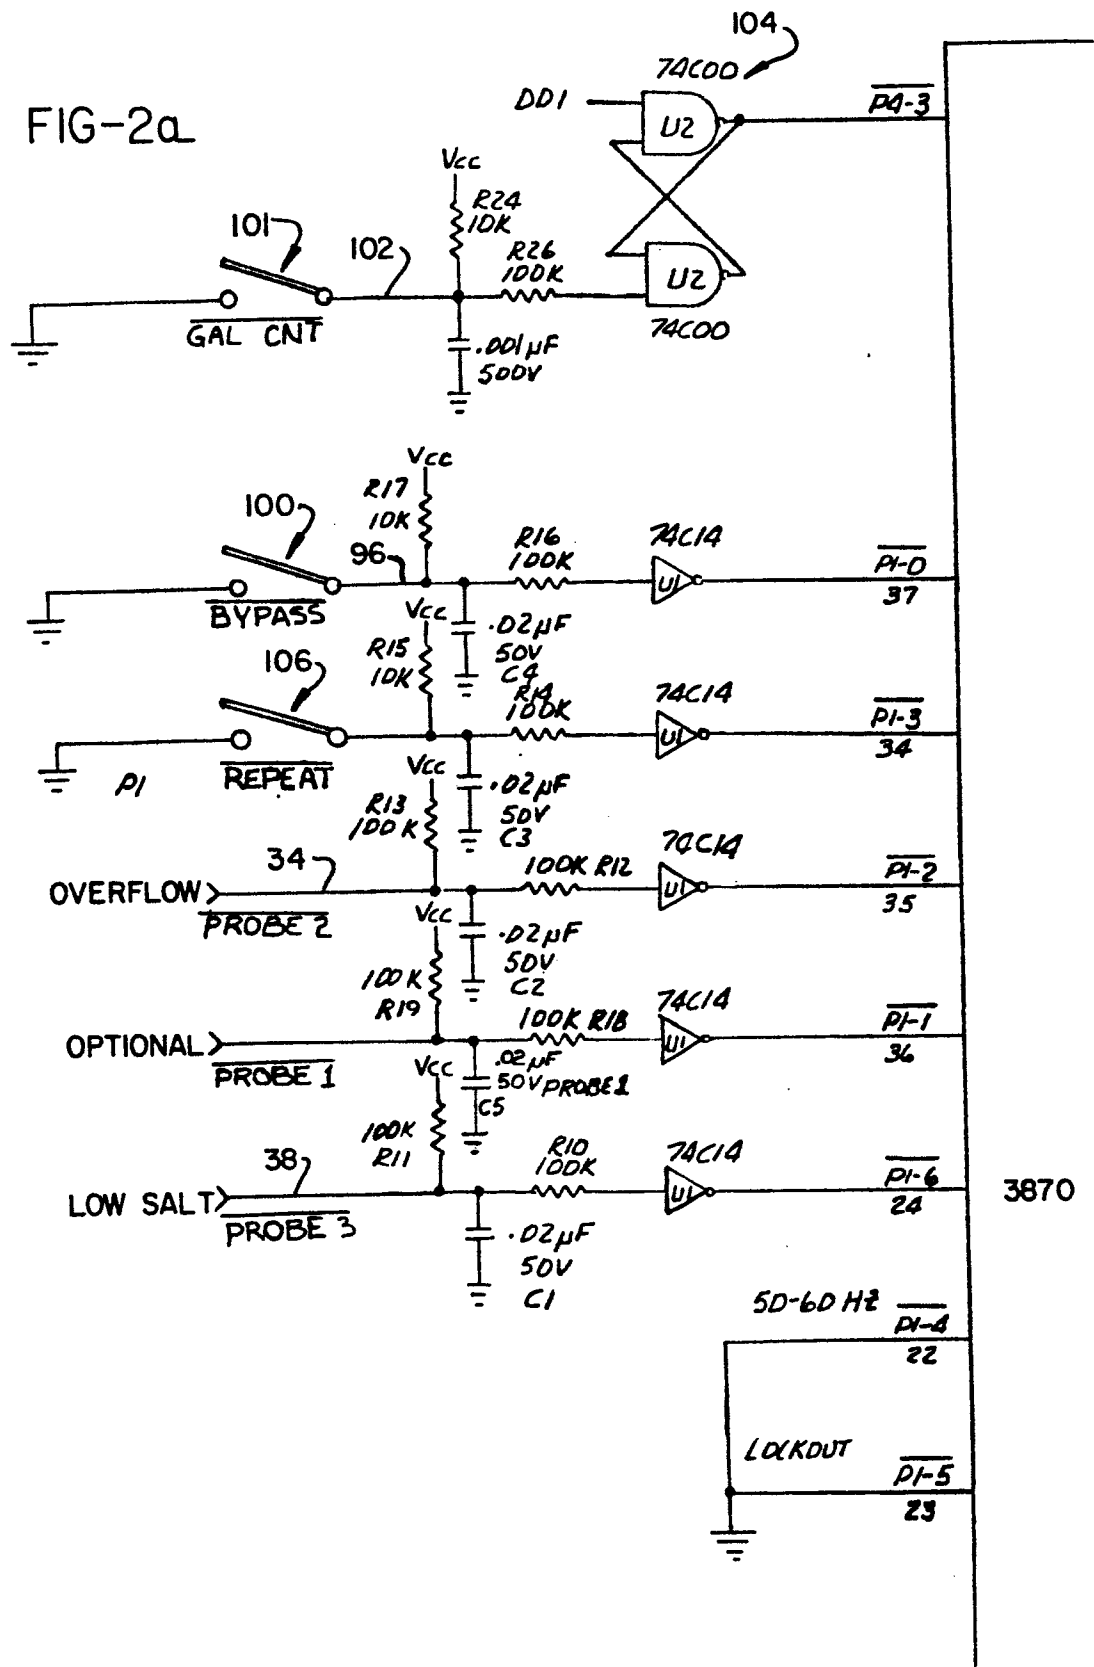 FIG-2a
104
74C00
DD1
U2
P4-3
Vcc
R24
10K
101
102
R26
100K
U2
GAL CNT
74C00
.001µF
500V
Vcc
R17
10K
100
96
R16
100K
74C14
U1
P1-0
37
BYPASS
Vcc
.02µF
50V
C4
R15
10K
106
R14
100K
74C14
U1
P1-3
34
P1
REPEAT
Vcc
.02µF
50V
C3
R13
100K
34
100K R12
74C14
U1
P1-2
35
OVERFLOW
PROBE 2
Vcc
.02µF
50V
C2
100K
R19
100K R18
74C14
U1
P1-1
36
OPTIONAL
PROBE 1
Vcc
.02µF
50V PROBE 1
C5
100K
R11
38
R10
100K
74C14
U1
P1-6
24
3870
LOW SALT
PROBE 3
.02µF
50V
C1
50-60 HZ
P1-4
22
LOCKOUT
P1-5
23